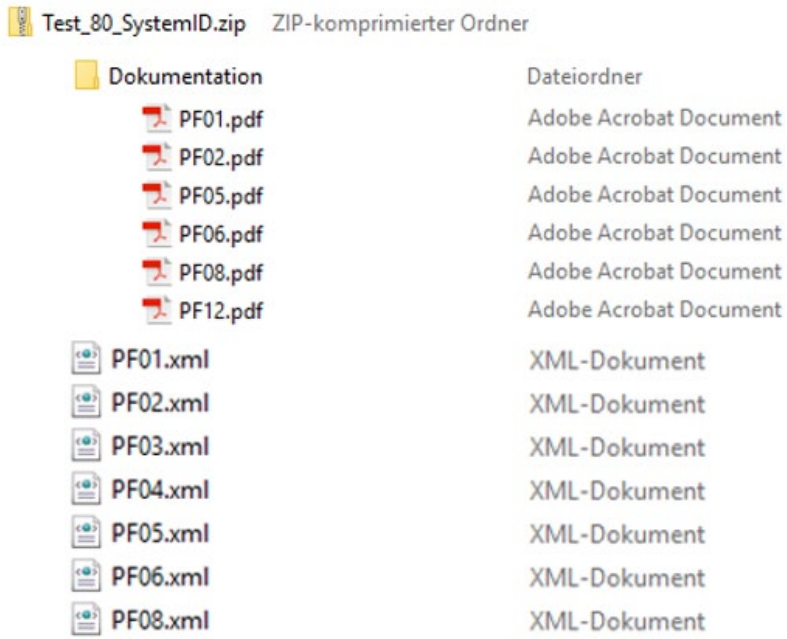 Test_80_SystemID.zip ZIP-komprimierter Ordner
Dokumentation Dateiordner
PF01.pdf Adobe Acrobat Document
PF02.pdf Adobe Acrobat Document
PF05.pdf Adobe Acrobat Document
PF06.pdf Adobe Acrobat Document
PF08.pdf Adobe Acrobat Document
PF12.pdf Adobe Acrobat Document
PF01.xml XML-Dokument
PF02.xml XML-Dokument
PF03.xml XML-Dokument
PF04.xml XML-Dokument
PF05.xml XML-Dokument
PF06.xml XML-Dokument
PF08.xml XML-Dokument